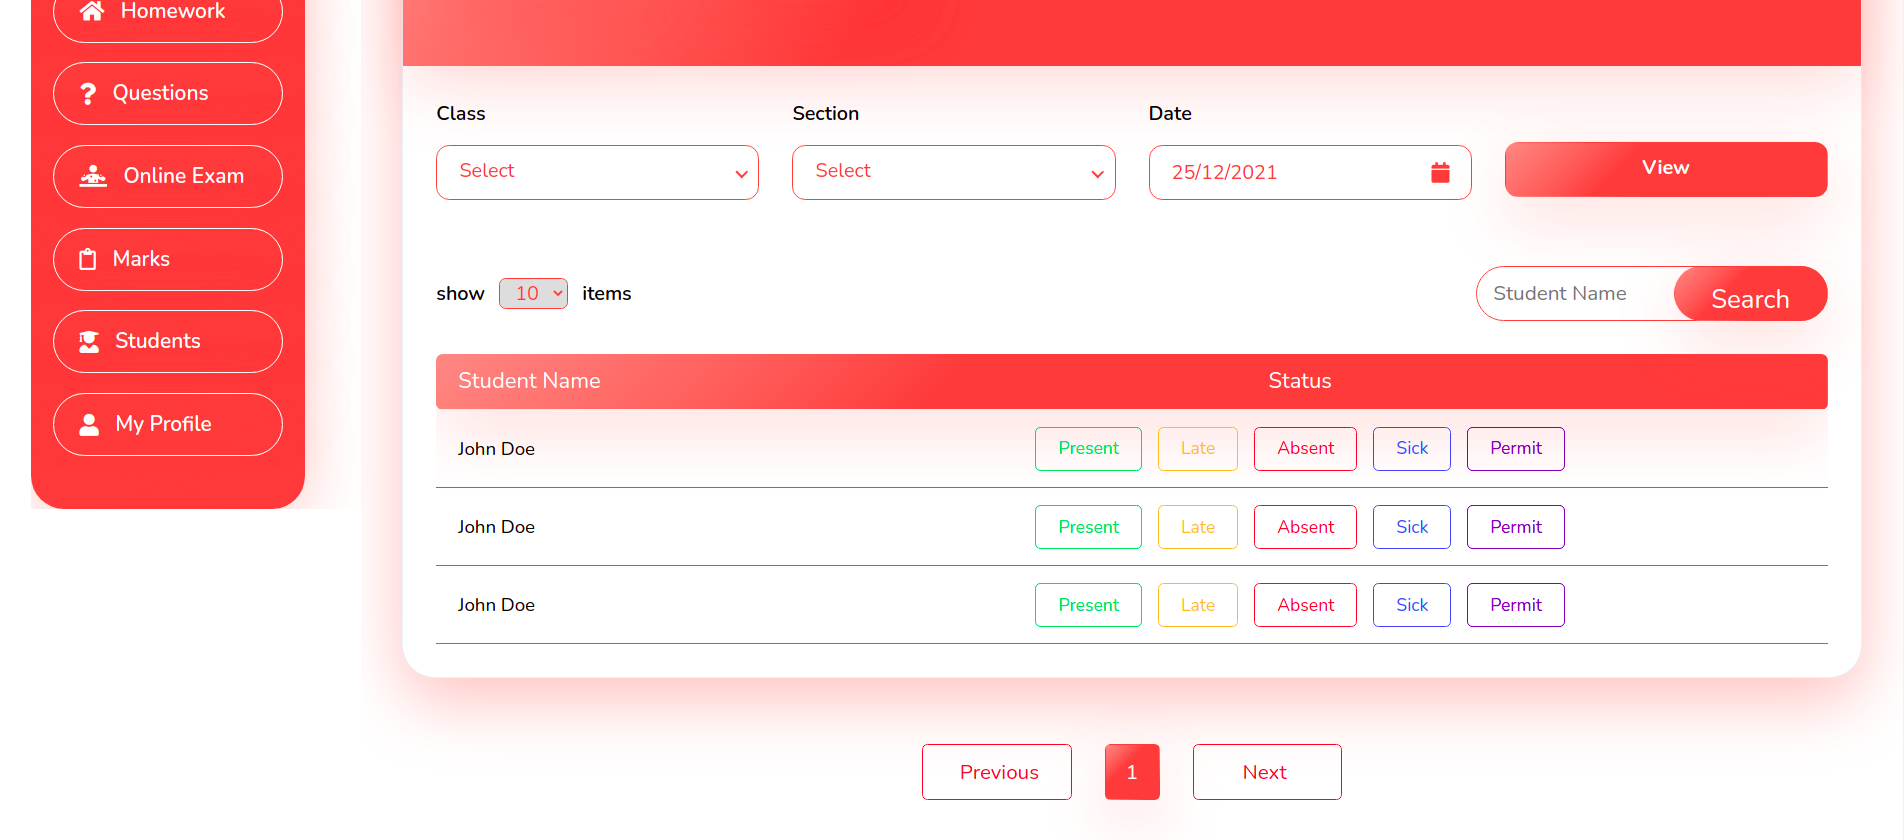 Homework
Questions
Online Exam
Marks
Students
My Profile
Class Section Date
Select Select 25/12/2021 View
show 10 items Student Name Search
Student Name Status
John Doe Present Late Absent Sick Permit
John Doe Present Late Absent Sick Permit
John Doe Present Late Absent Sick Permit
Previous 1 Next